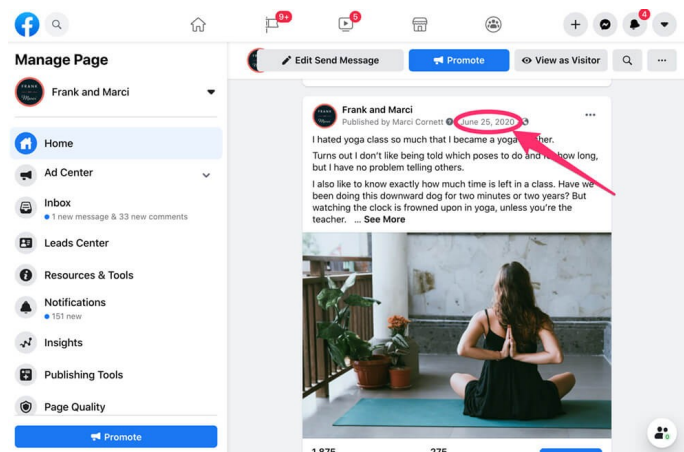 9+
5
4
Manage Page
Edit Send Message
Promote
View as Visitor
Frank and Marci
Home
Ad Center
Inbox
1 new message & 33 new comments
Leads Center
Resources & Tools
Notifications
151 new
Insights
Publishing Tools
Page Quality
Promote
Frank and Marci
Published by Marci Cornett
June 25, 2020
I hated yoga class so much that I became a yoga
Turns out I don't like being told which poses to do and how long,
but I have no problem telling others.
I also like to know exactly how much time is left in a class. Have we
been doing this downward dog for two minutes or two years? But
watching the clock is frowned upon in yoga, unless you're the
teacher. ... See More
1,875
275
0